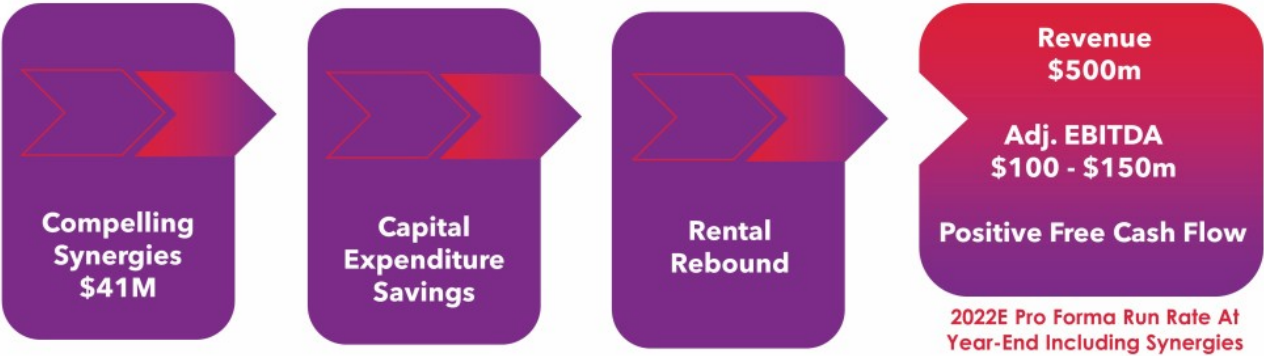 Compelling
Synergies
$41M
Capital
Expenditure
Savings
Rental
Rebound
Revenue
$500m
Adj. EBITDA
$100 - $150m
Positive Free Cash Flow
2022E Pro Forma Run Rate At
Year-End Including Synergies